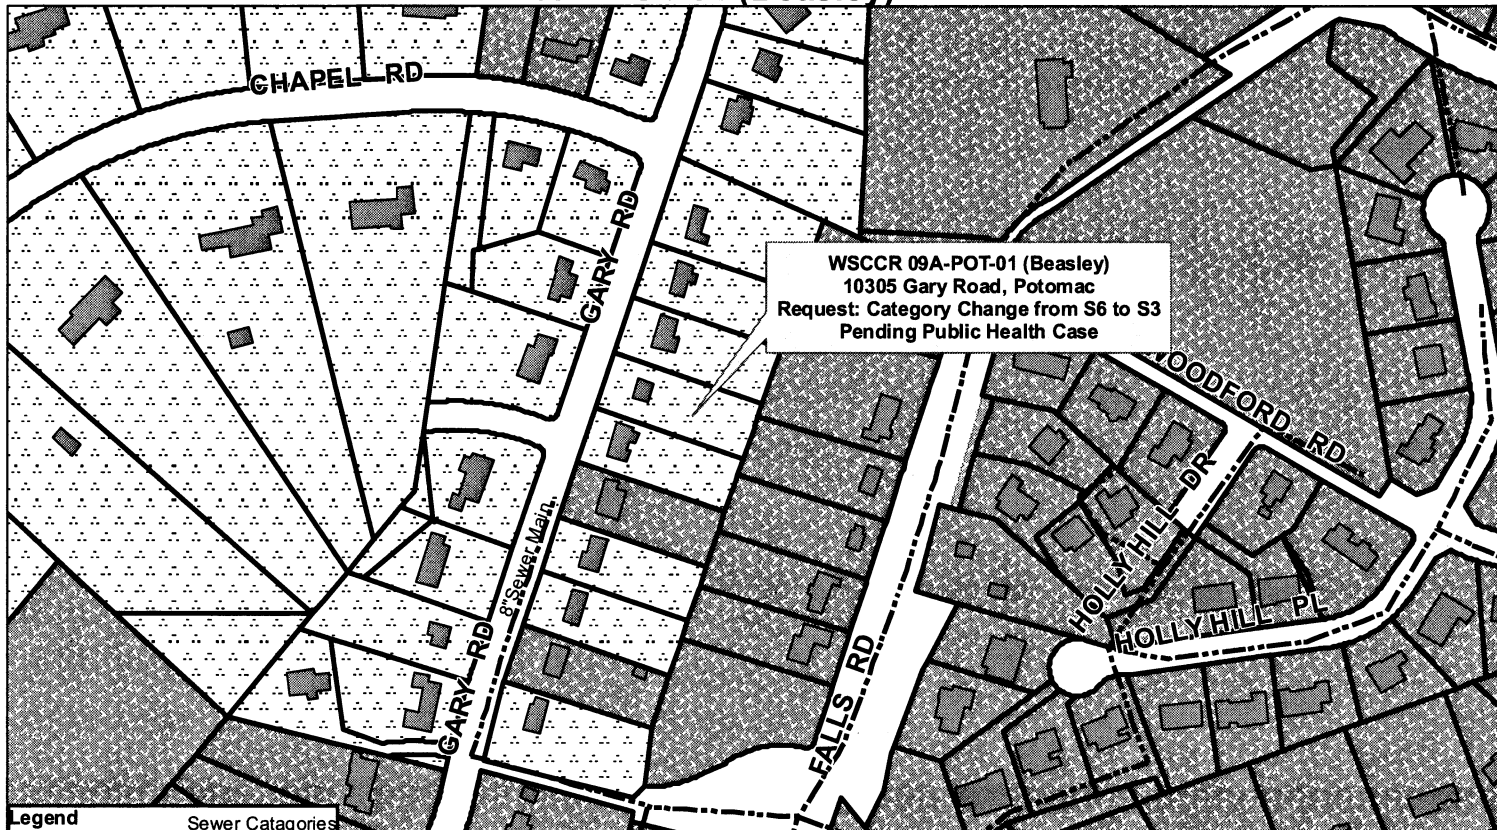 (Beasley)
CHAPEL RD
GARY RD
WSCCR 09A-POT-01 (Beasley)
10305 Gary Road, Potomac
Request: Category Change from S6 to S3
Pending Public Health Case
WOODFORD RD
HOLLY HILL DR
8" Sewer Main
HOLLY HILL PL
GARY RD
FALLS RD
Legend
Sewer Catagories